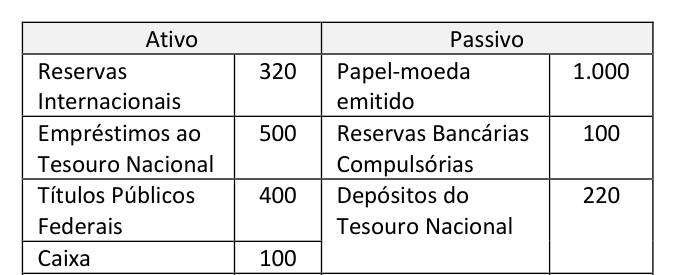 Ativo Passivo
Reservas 320 Papel-moeda 1.000
Internacionais emitido
Empréstimos ao 500 Reservas Bancárias 100
Tesouro Nacional Compulsórias
Títulos Públicos 400 Depósitos do 220
Federais Tesouro Nacional
Caixa 100